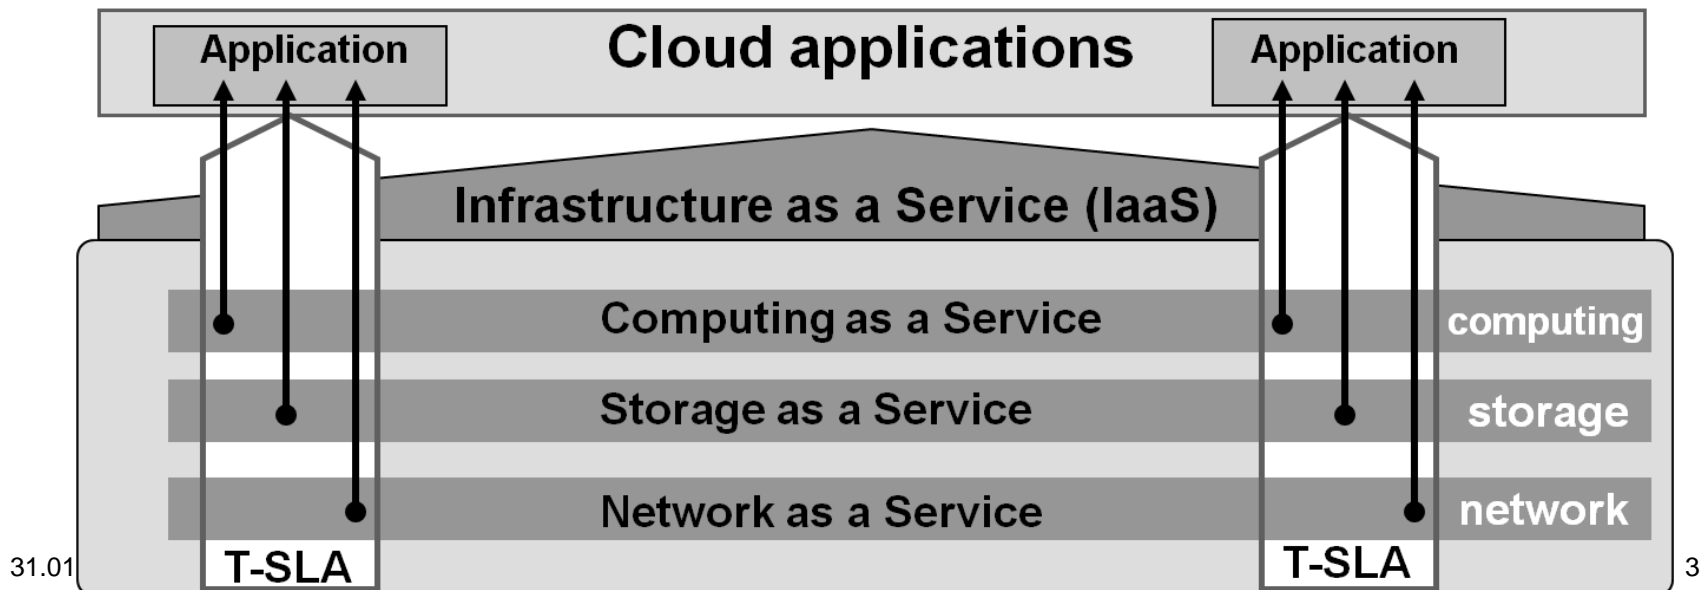 Application
Cloud applications
Application
Infrastructure as a Service (IaaS)
Computing as a Service
computing
Storage as a Service
storage
Network as a Service
network
T-SLA
T-SLA
31.01
3